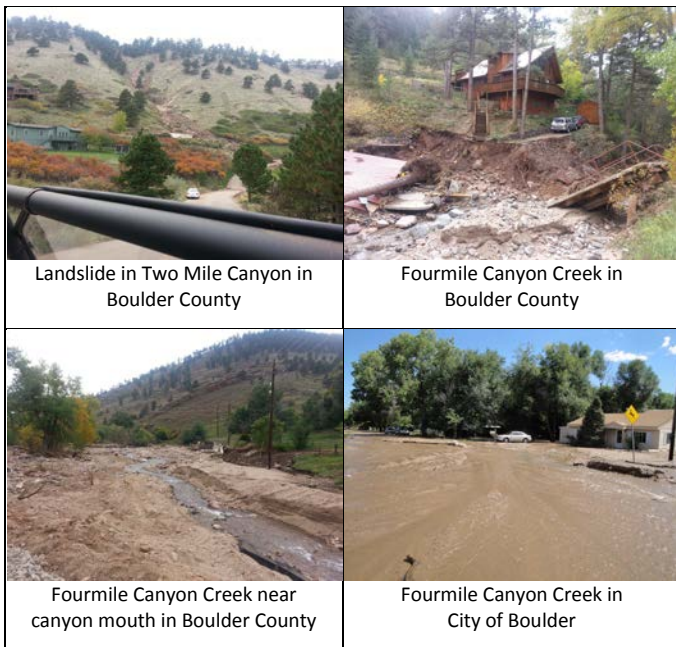 Landslide in Two Mile Canyon in
Boulder County
Fourmile Canyon Creek in
Boulder County
Fourmile Canyon Creek near
canyon mouth in Boulder County
Fourmile Canyon Creek in
City of Boulder